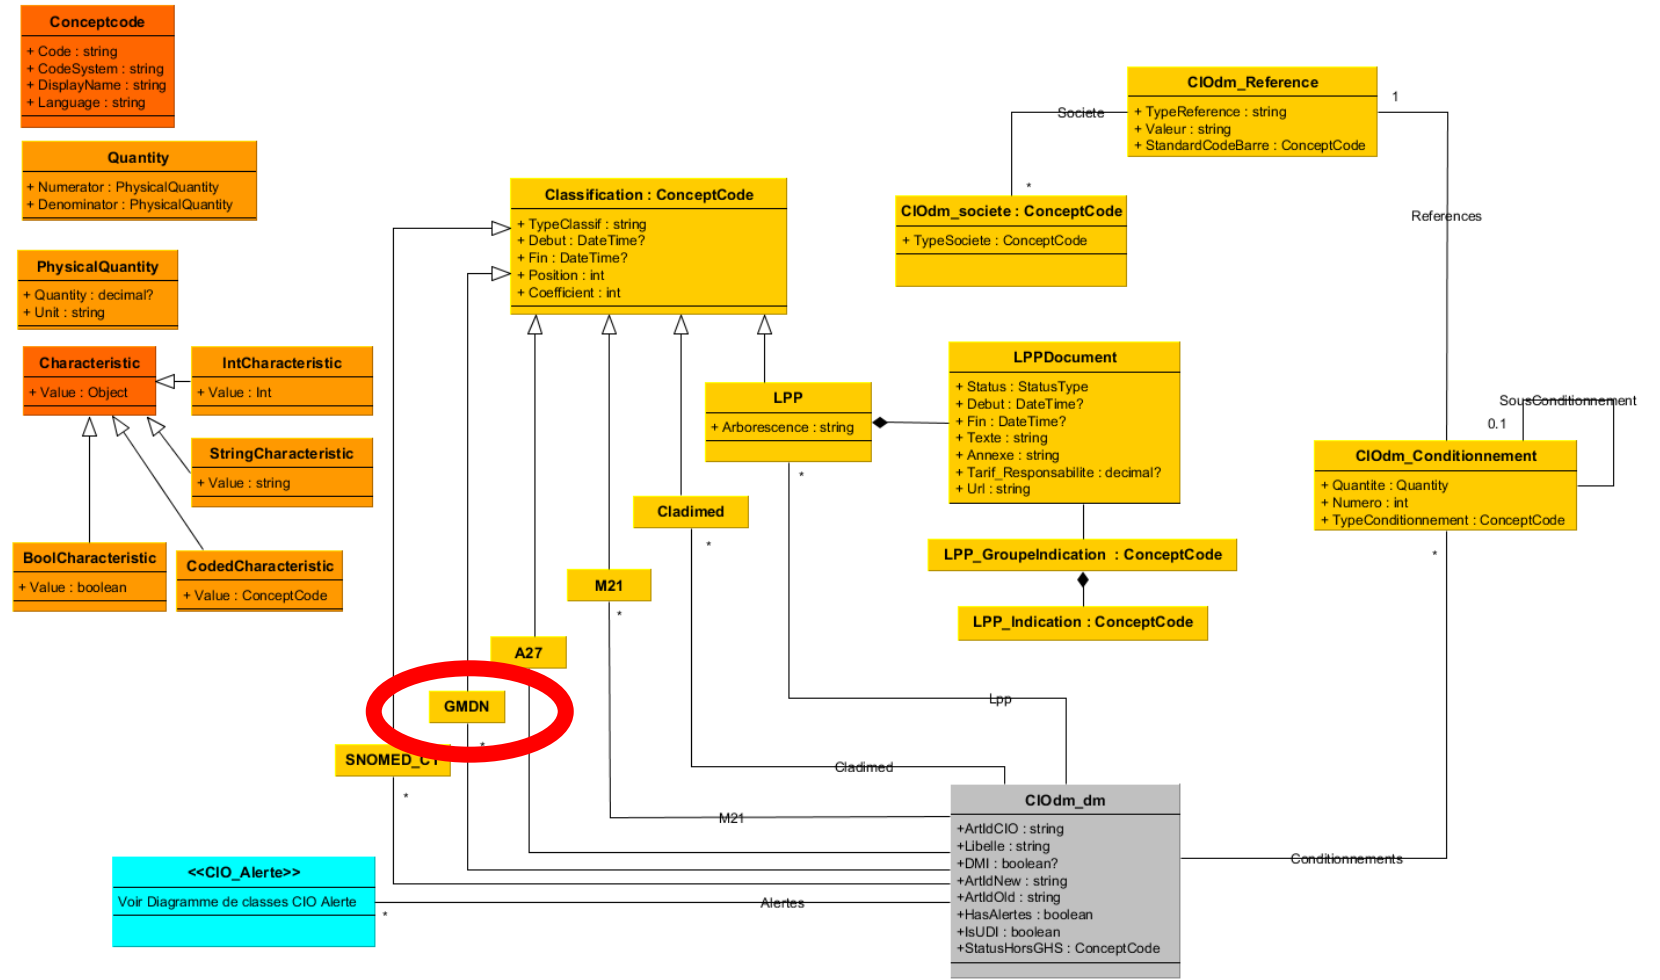 Conceptcode
+ Code : string
+ CodeSystem : string
+ DisplayName : string
+ Language : string
Quantity
+ Numerator : PhysicalQuantity
+ Denominator : PhysicalQuantity
PhysicalQuantity
+ Quantity : decimal?
+ Unit : string
Characteristic
+ Value : Object
IntCharacteristic
+ Value : Int
StringCharacteristic
+ Value : string
BoolCharacteristic
+ Value : boolean
CodedCharacteristic
+ Value : ConceptCode
Classification : ConceptCode
+ TypeClassif : string
+ Debut : DateTime?
+ Fin : DateTime?
+ Position : int
+ Coefficient : int
CIOdm_Reference
+ TypeReference : string
+ Valeur : string
+ StandardCodeBarre : ConceptCode
1
Societe
*
CIOdm_societe : ConceptCode
+ TypeSociete : ConceptCode
References
LPP
+ Arborescence : string
*
LPPDocument
+ Status : StatusType
+ Debut : DateTime?
+ Fin : DateTime?
+ Texte : string
+ Annexe : string
+ Tarif_Responsabilite : decimal?
+ Url : string
LPP_GroupeIndication : ConceptCode
LPP_Indication : ConceptCode
SousConditionnement
0.1
CIOdm_Conditionnement
+ Quantite : Quantity
+ Numero : int
+ TypeConditionnement : ConceptCode
*
Cladimed
*
M21
*
A27
GMDN
*
SNOMED_CT
*
Lpp
Cladimed
M21
Conditionnements
Alertes
CIOdm_dm
+ArtIdCIO : string
+Libelle : string
+DMI : boolean?
+ArtIdNew : string
+ArtIdOld : string
+HasAlertes : boolean
+IsUDI : boolean
+StatusHorsGHS : ConceptCode
<<CIO_Alerte>>
Voir Diagramme de classes CIO Alerte
*